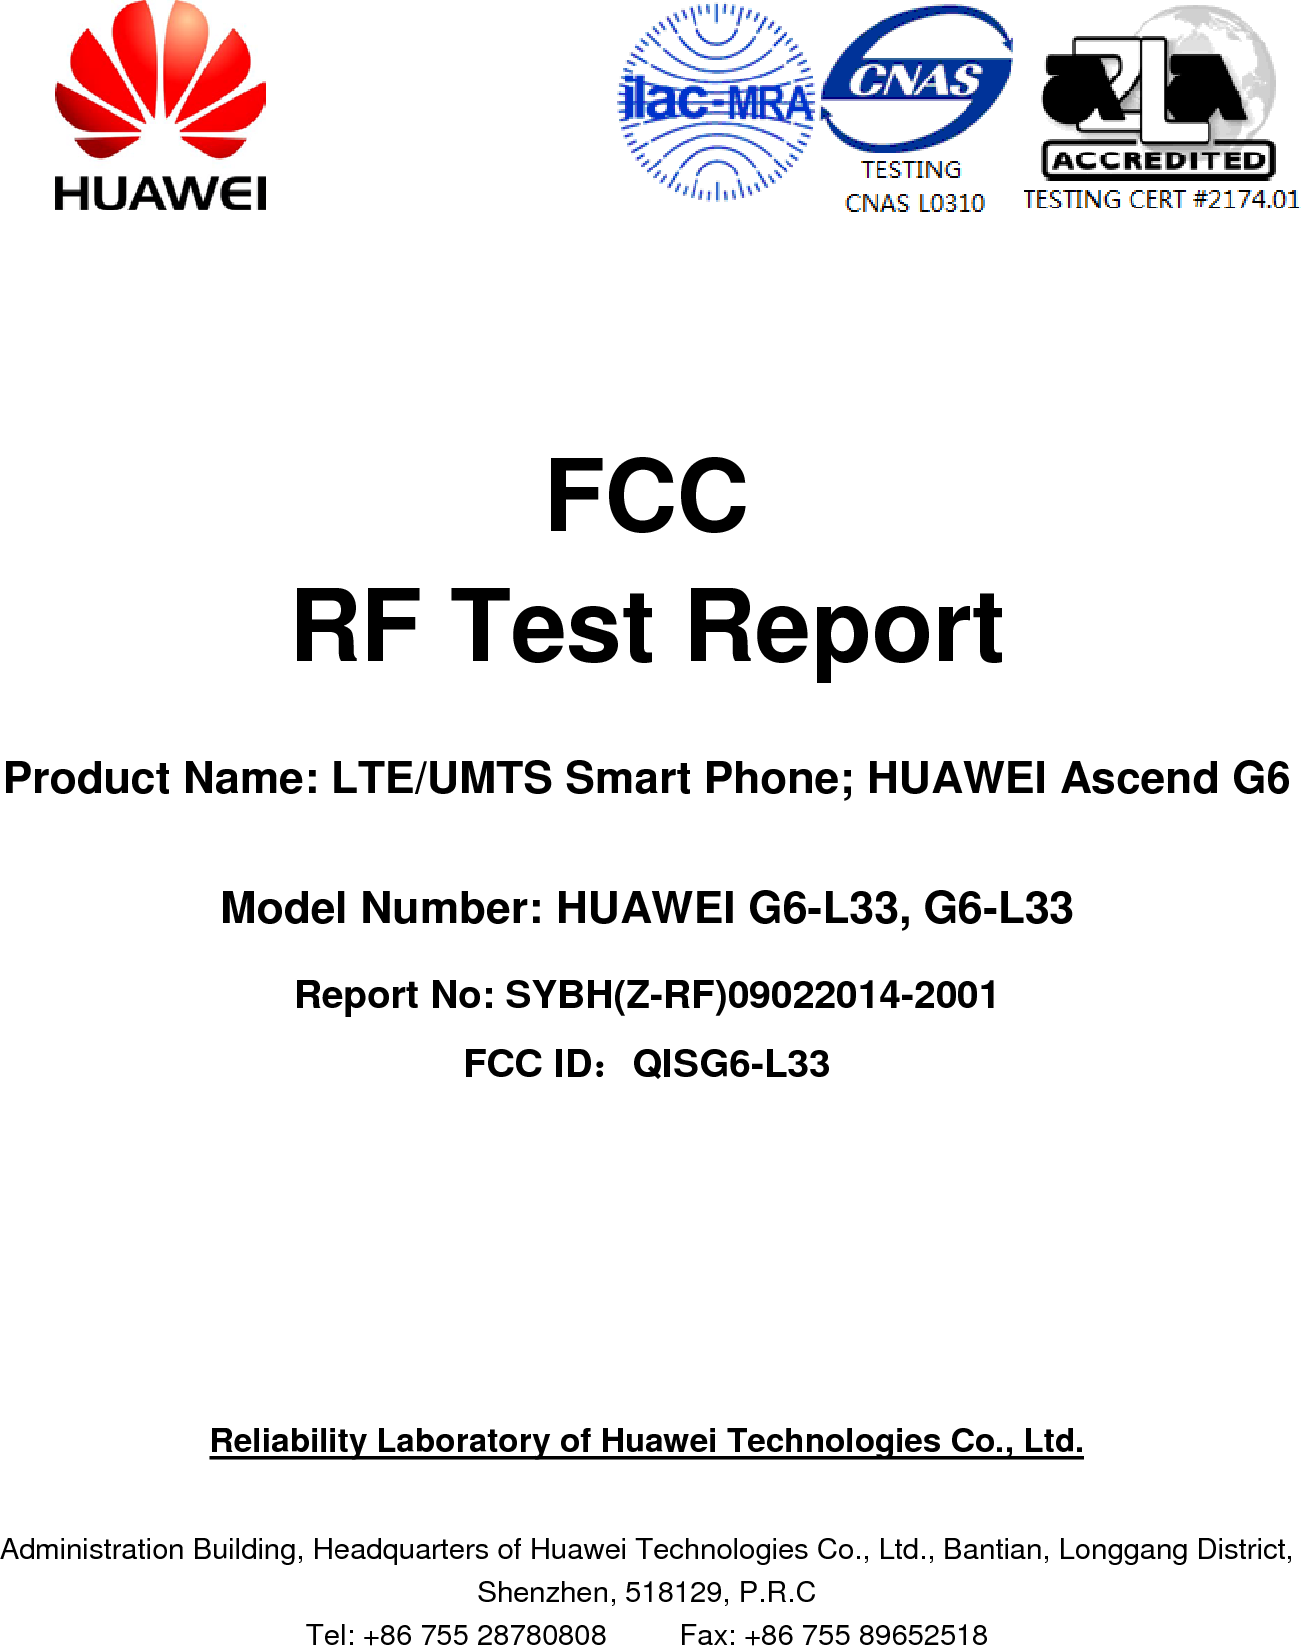 HUAWEI
ilac-MRA
CNAS
TESTING
CNAS L0310
A2LA
ACCREDITED
TESTING CERT #2174.01
FCC
RF Test Report
Product Name: LTE/UMTS Smart Phone; HUAWEI Ascend G6
Model Number: HUAWEI G6-L33, G6-L33
Report No: SYBH(Z-RF)09022014-2001
FCC ID：QISG6-L33
Reliability Laboratory of Huawei Technologies Co., Ltd.
Administration Building, Headquarters of Huawei Technologies Co., Ltd., Bantian, Longgang District,
Shenzhen, 518129, P.R.C
Tel: +86 755 28780808 Fax: +86 755 89652518